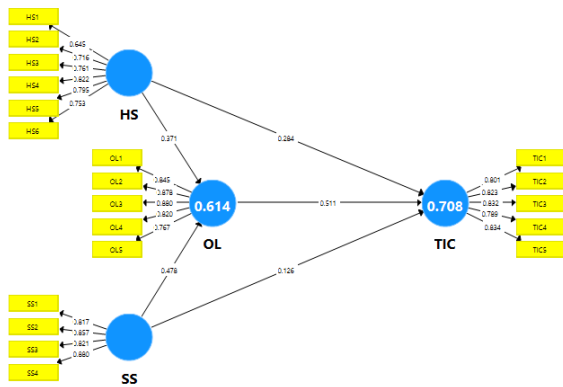 HS1
HS2
HS3
HS4
HS5
HS6
0.645
0.716
0.761
0.822
0.795
0.753
HS
0.371
0.284
OL1
OL2
OL3
OL4
OL5
0.845
0.878
0.880
0.820
0.767
0.614
OL
0.511
0.708
TIC
0.801
0.823
0.832
0.789
0.834
TIC1
TIC2
TIC3
TIC4
TIC5
0.478
0.126
SS1
SS2
SS3
SS4
0.817
0.857
0.821
0.880
SS